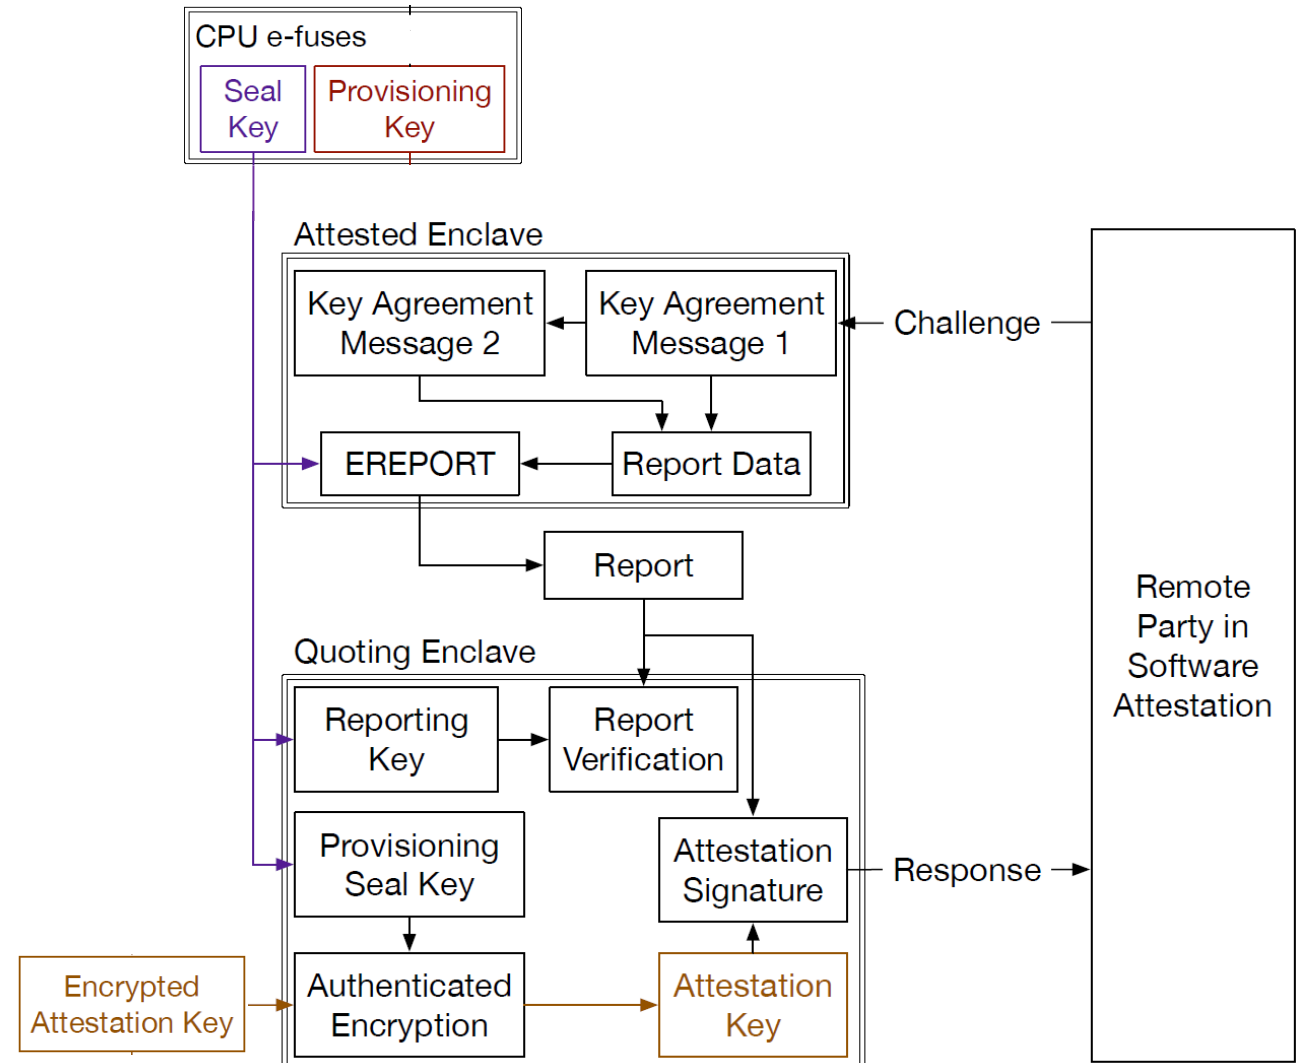 CPU e-fuses
Seal
Key
Provisioning
Key
Attested Enclave
Key Agreement
Message 2
Key Agreement
Message 1
Challenge
EREPORT
Report Data
Report
Remote
Party in
Software
Attestation
Quoting Enclave
Reporting
Key
Report
Verification
Provisioning
Seal Key
Attestation
Signature
Response
Encrypted
Attestation Key
Authenticated
Encryption
Attestation
Key